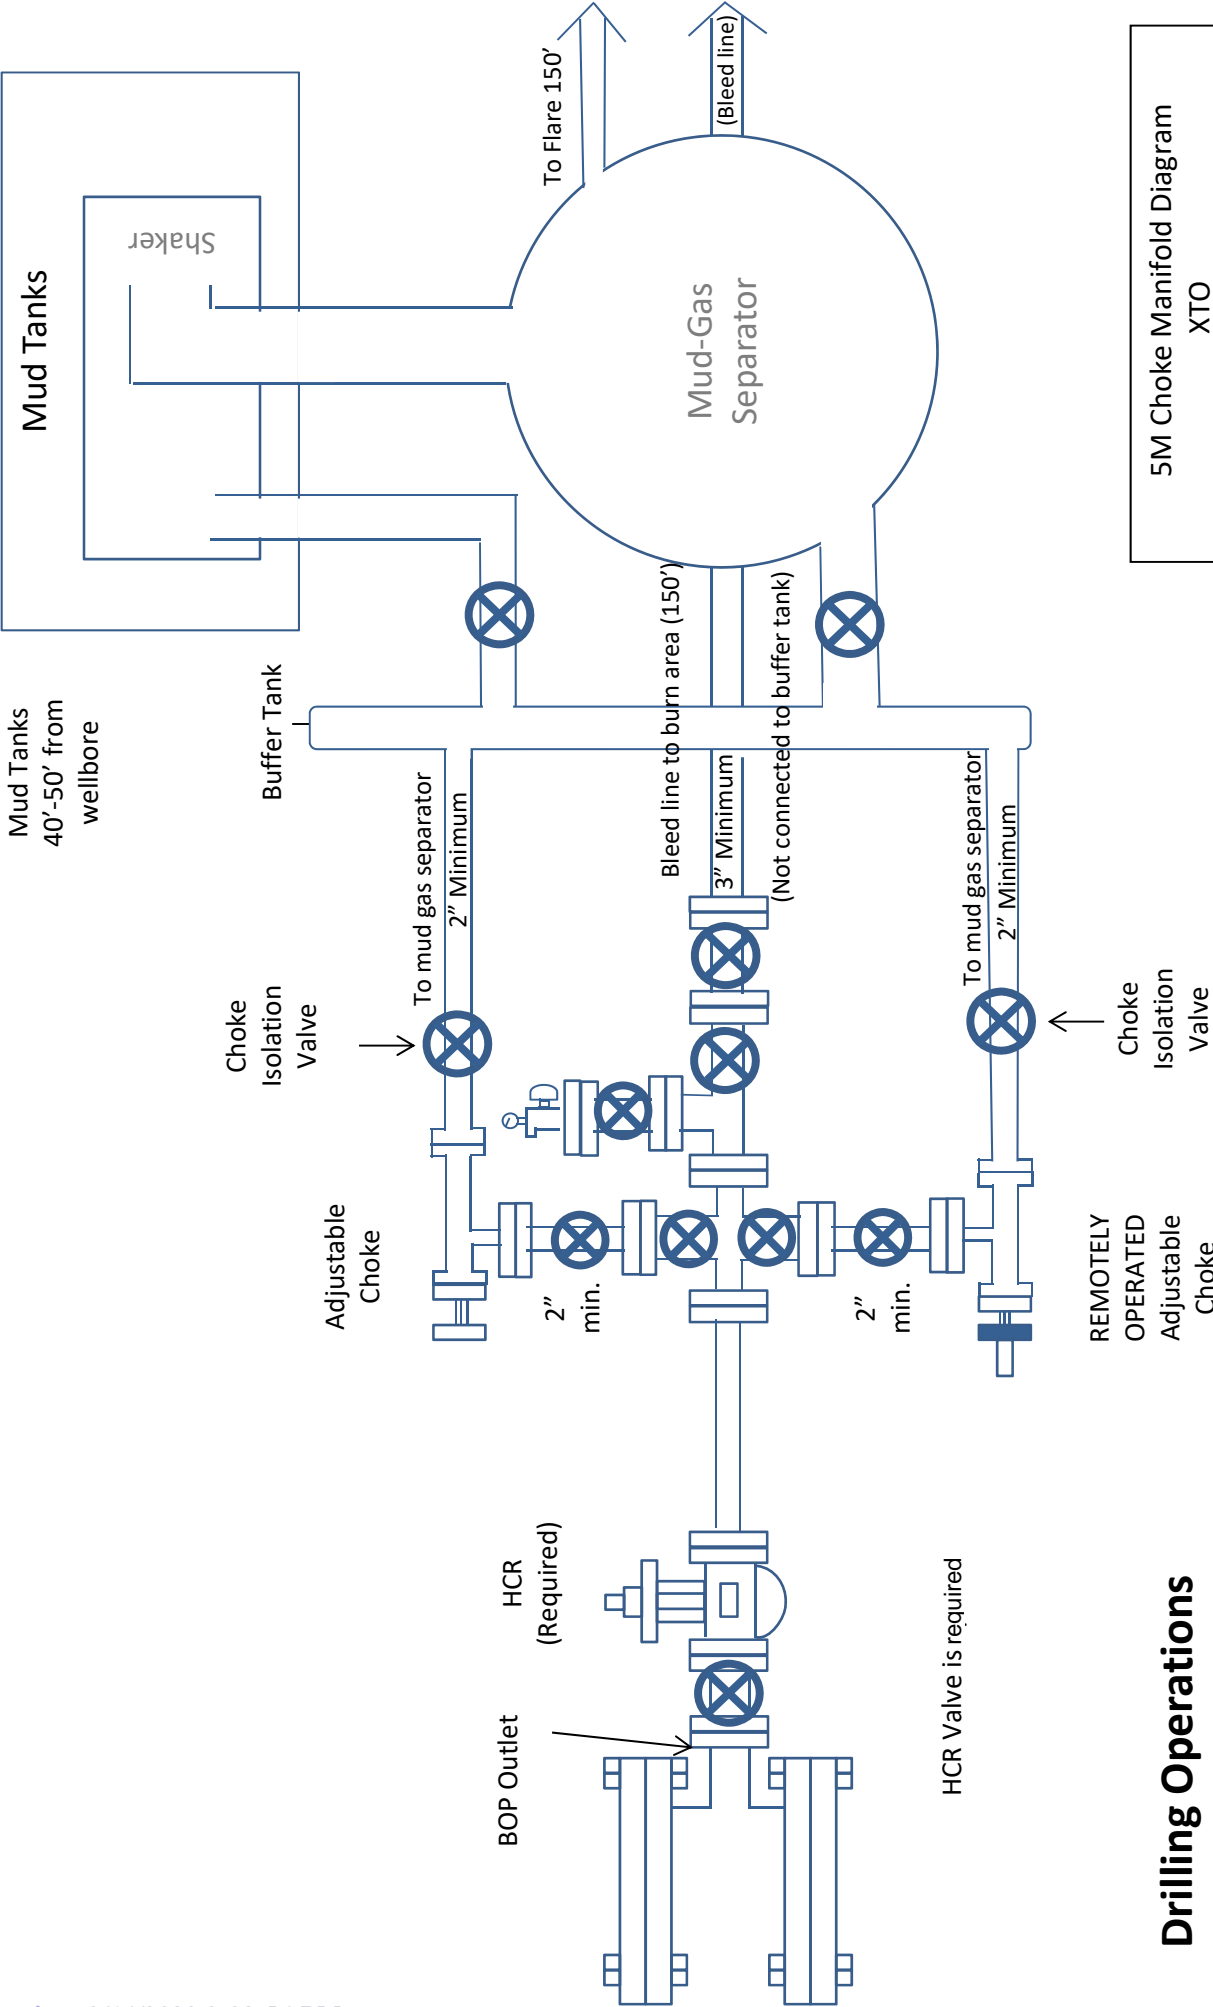 Mud Tanks
Shaker
To Flare 150’
(Bleed line)
Mud-Gas
Separator
5M Choke Manifold Diagram
XTO
Mud Tanks
40’-50’ from
wellbore
Buffer Tank
Bleed line to burn area (150’)
3” Minimum
(Not connected to buffer tank)
To mud gas separator
2” Minimum
To mud gas separator
2” Minimum
Choke
Isolation
Valve
Choke
Isolation
Valve
Adjustable
Choke
2”
min.
2”
min.
REMOTELY
OPERATED
Adjustable
Choke
HCR
(Required)
BOP Outlet
HCR Valve is required
Drilling Operations